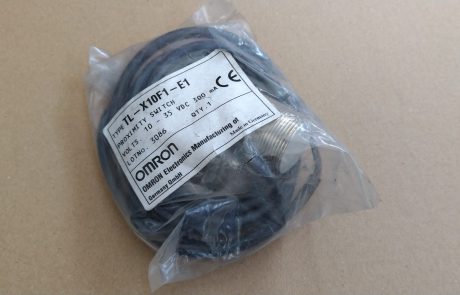 TYPE TL-X10F1-E1
PROXIMITY SWITCH
VOLTS. 10 - 35 VDC 300 mA CE
LOTNO. 3086 QTY.1
OMRON Made in Germany
OMRON Electronics Manufacturing of
Germany GmbH